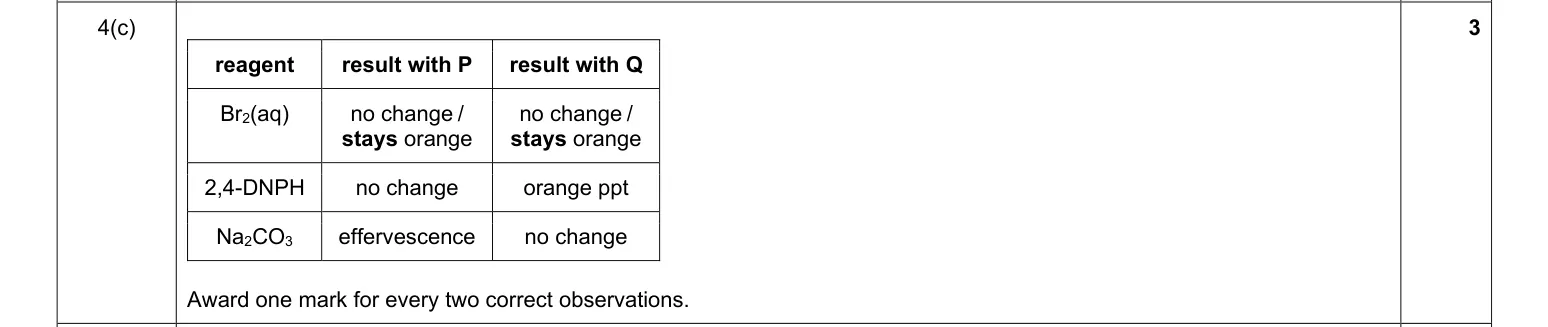 4(c)
3
reagent result with P result with Q
Br₂(aq) no change / no change /
stays orange stays orange
2,4-DNPH no change orange ppt
Na₂CO₃ effervescence no change
Award one mark for every two correct observations.